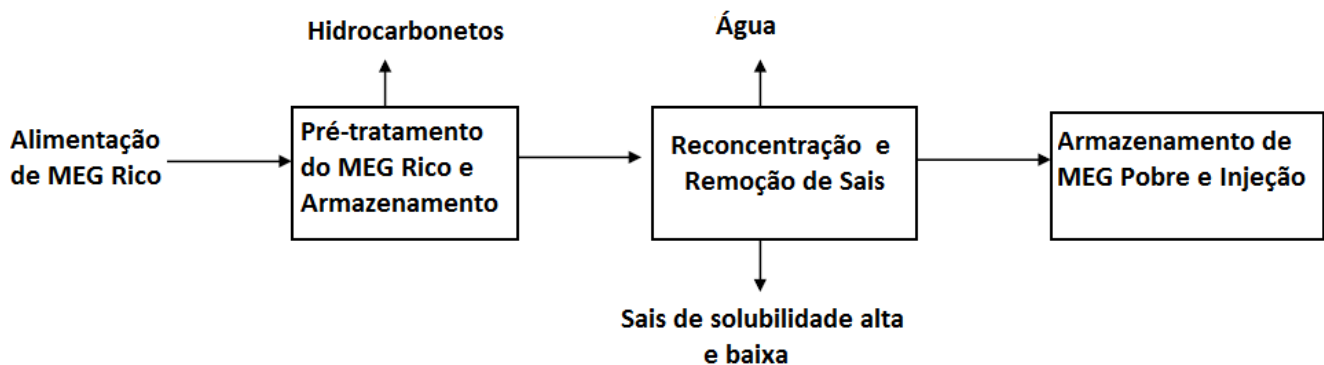 Hidrocarbonetos
Água
Alimentação
de MEG Rico
Pré-tratamento
do MEG Rico e
Armazenamento
Reconcentração e
Remoção de Sais
Armazenamento de
MEG Pobre e Injeção
Sais de solubilidade alta
e baixa